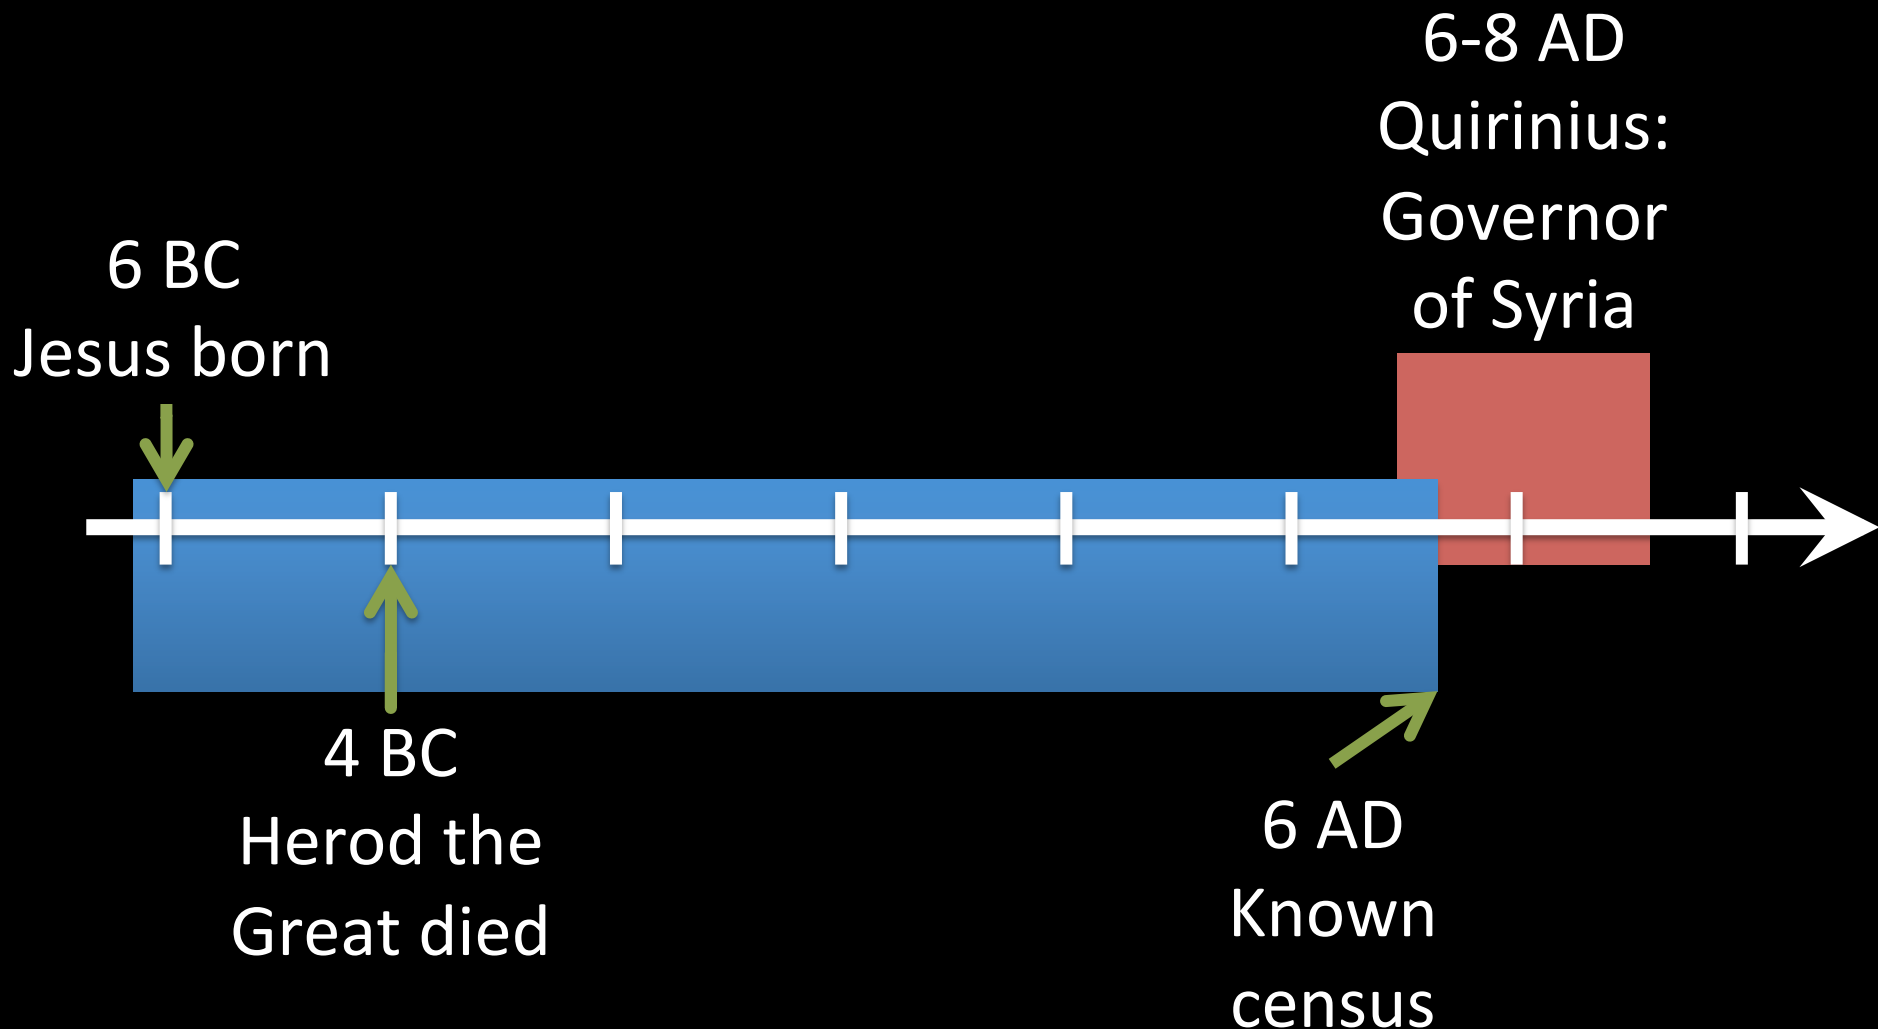 6-8 AD
Quirinius:
Governor
of Syria
6 BC
Jesus born
4 BC
Herod the
Great died
6 AD
Known
census